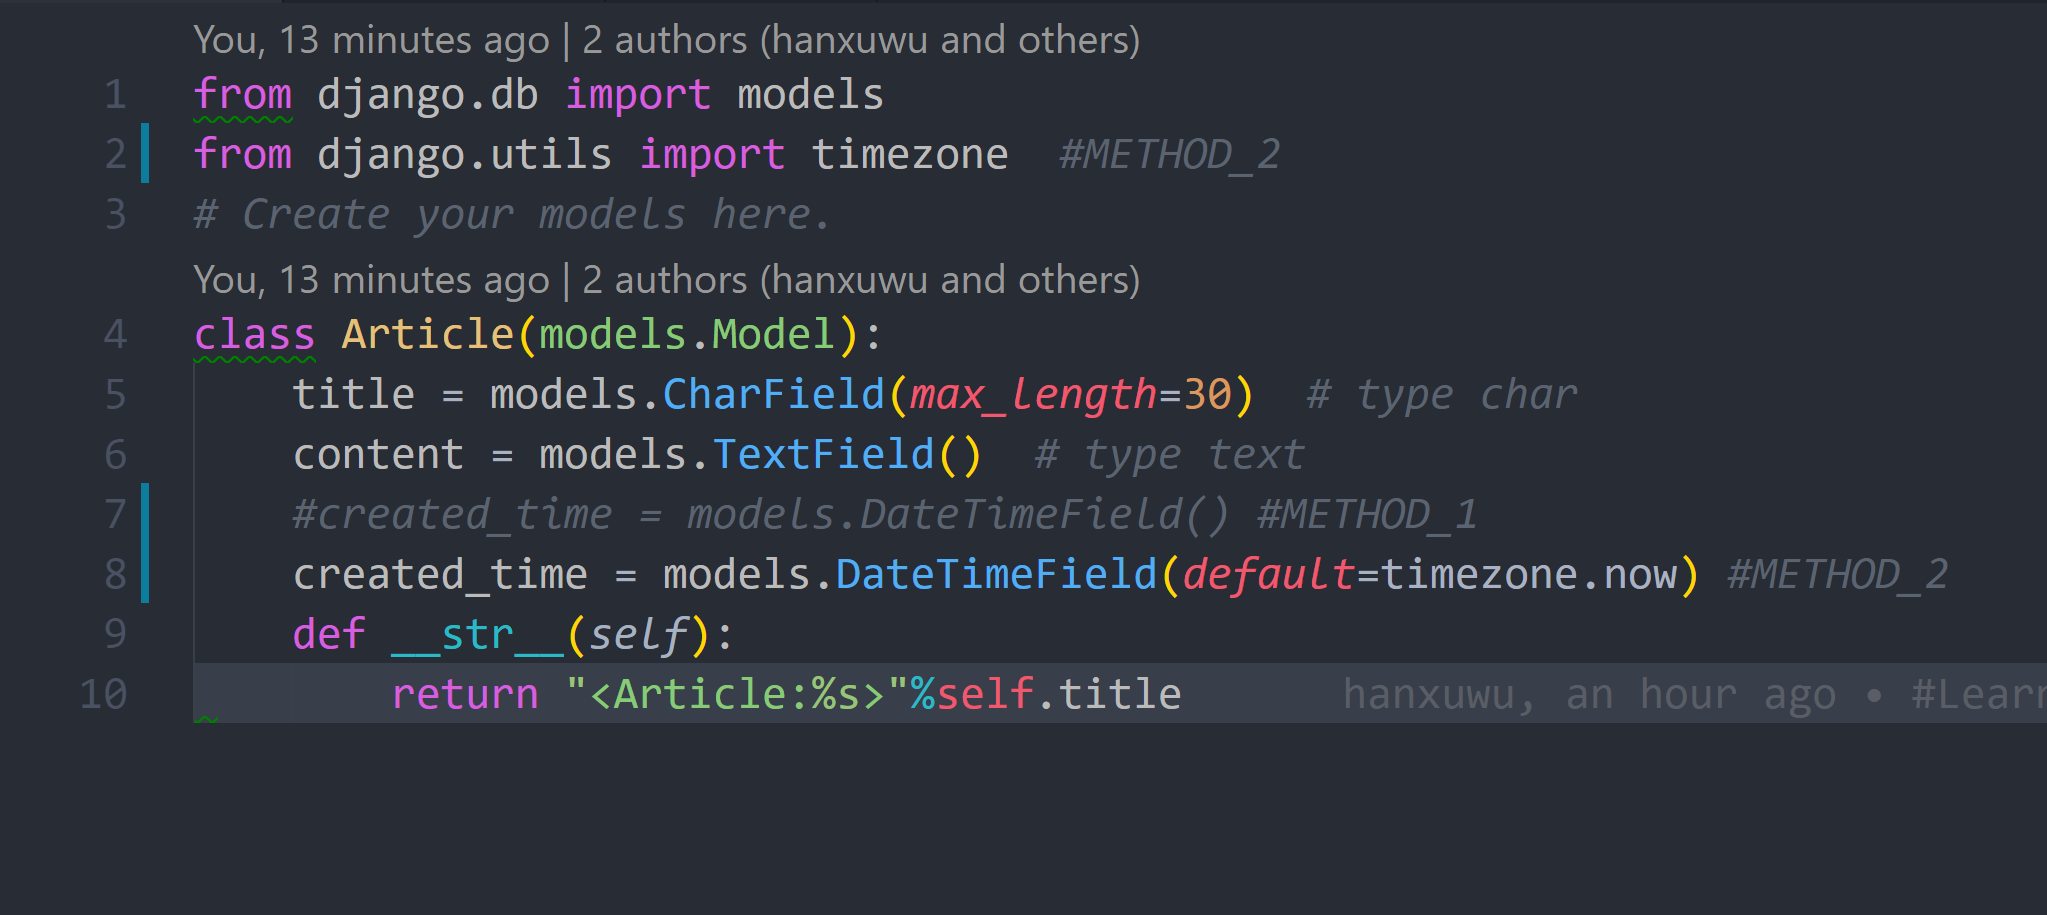 You, 13 minutes ago | 2 authors (hanxuwu and others)
1 from django.db import models
2 from django.utils import timezone  #METHOD_2
3 # Create your models here.
You, 13 minutes ago | 2 authors (hanxuwu and others)
4 class Article(models.Model):
5     title = models.CharField(max_length=30)  # type char
6     content = models.TextField()  # type text
7     #created_time = models.DateTimeField() #METHOD_1
8     created_time = models.DateTimeField(default=timezone.now) #METHOD_2
9     def __str__(self):
10         return "<Article:%s>"%self.title hanxuwu, an hour ago •